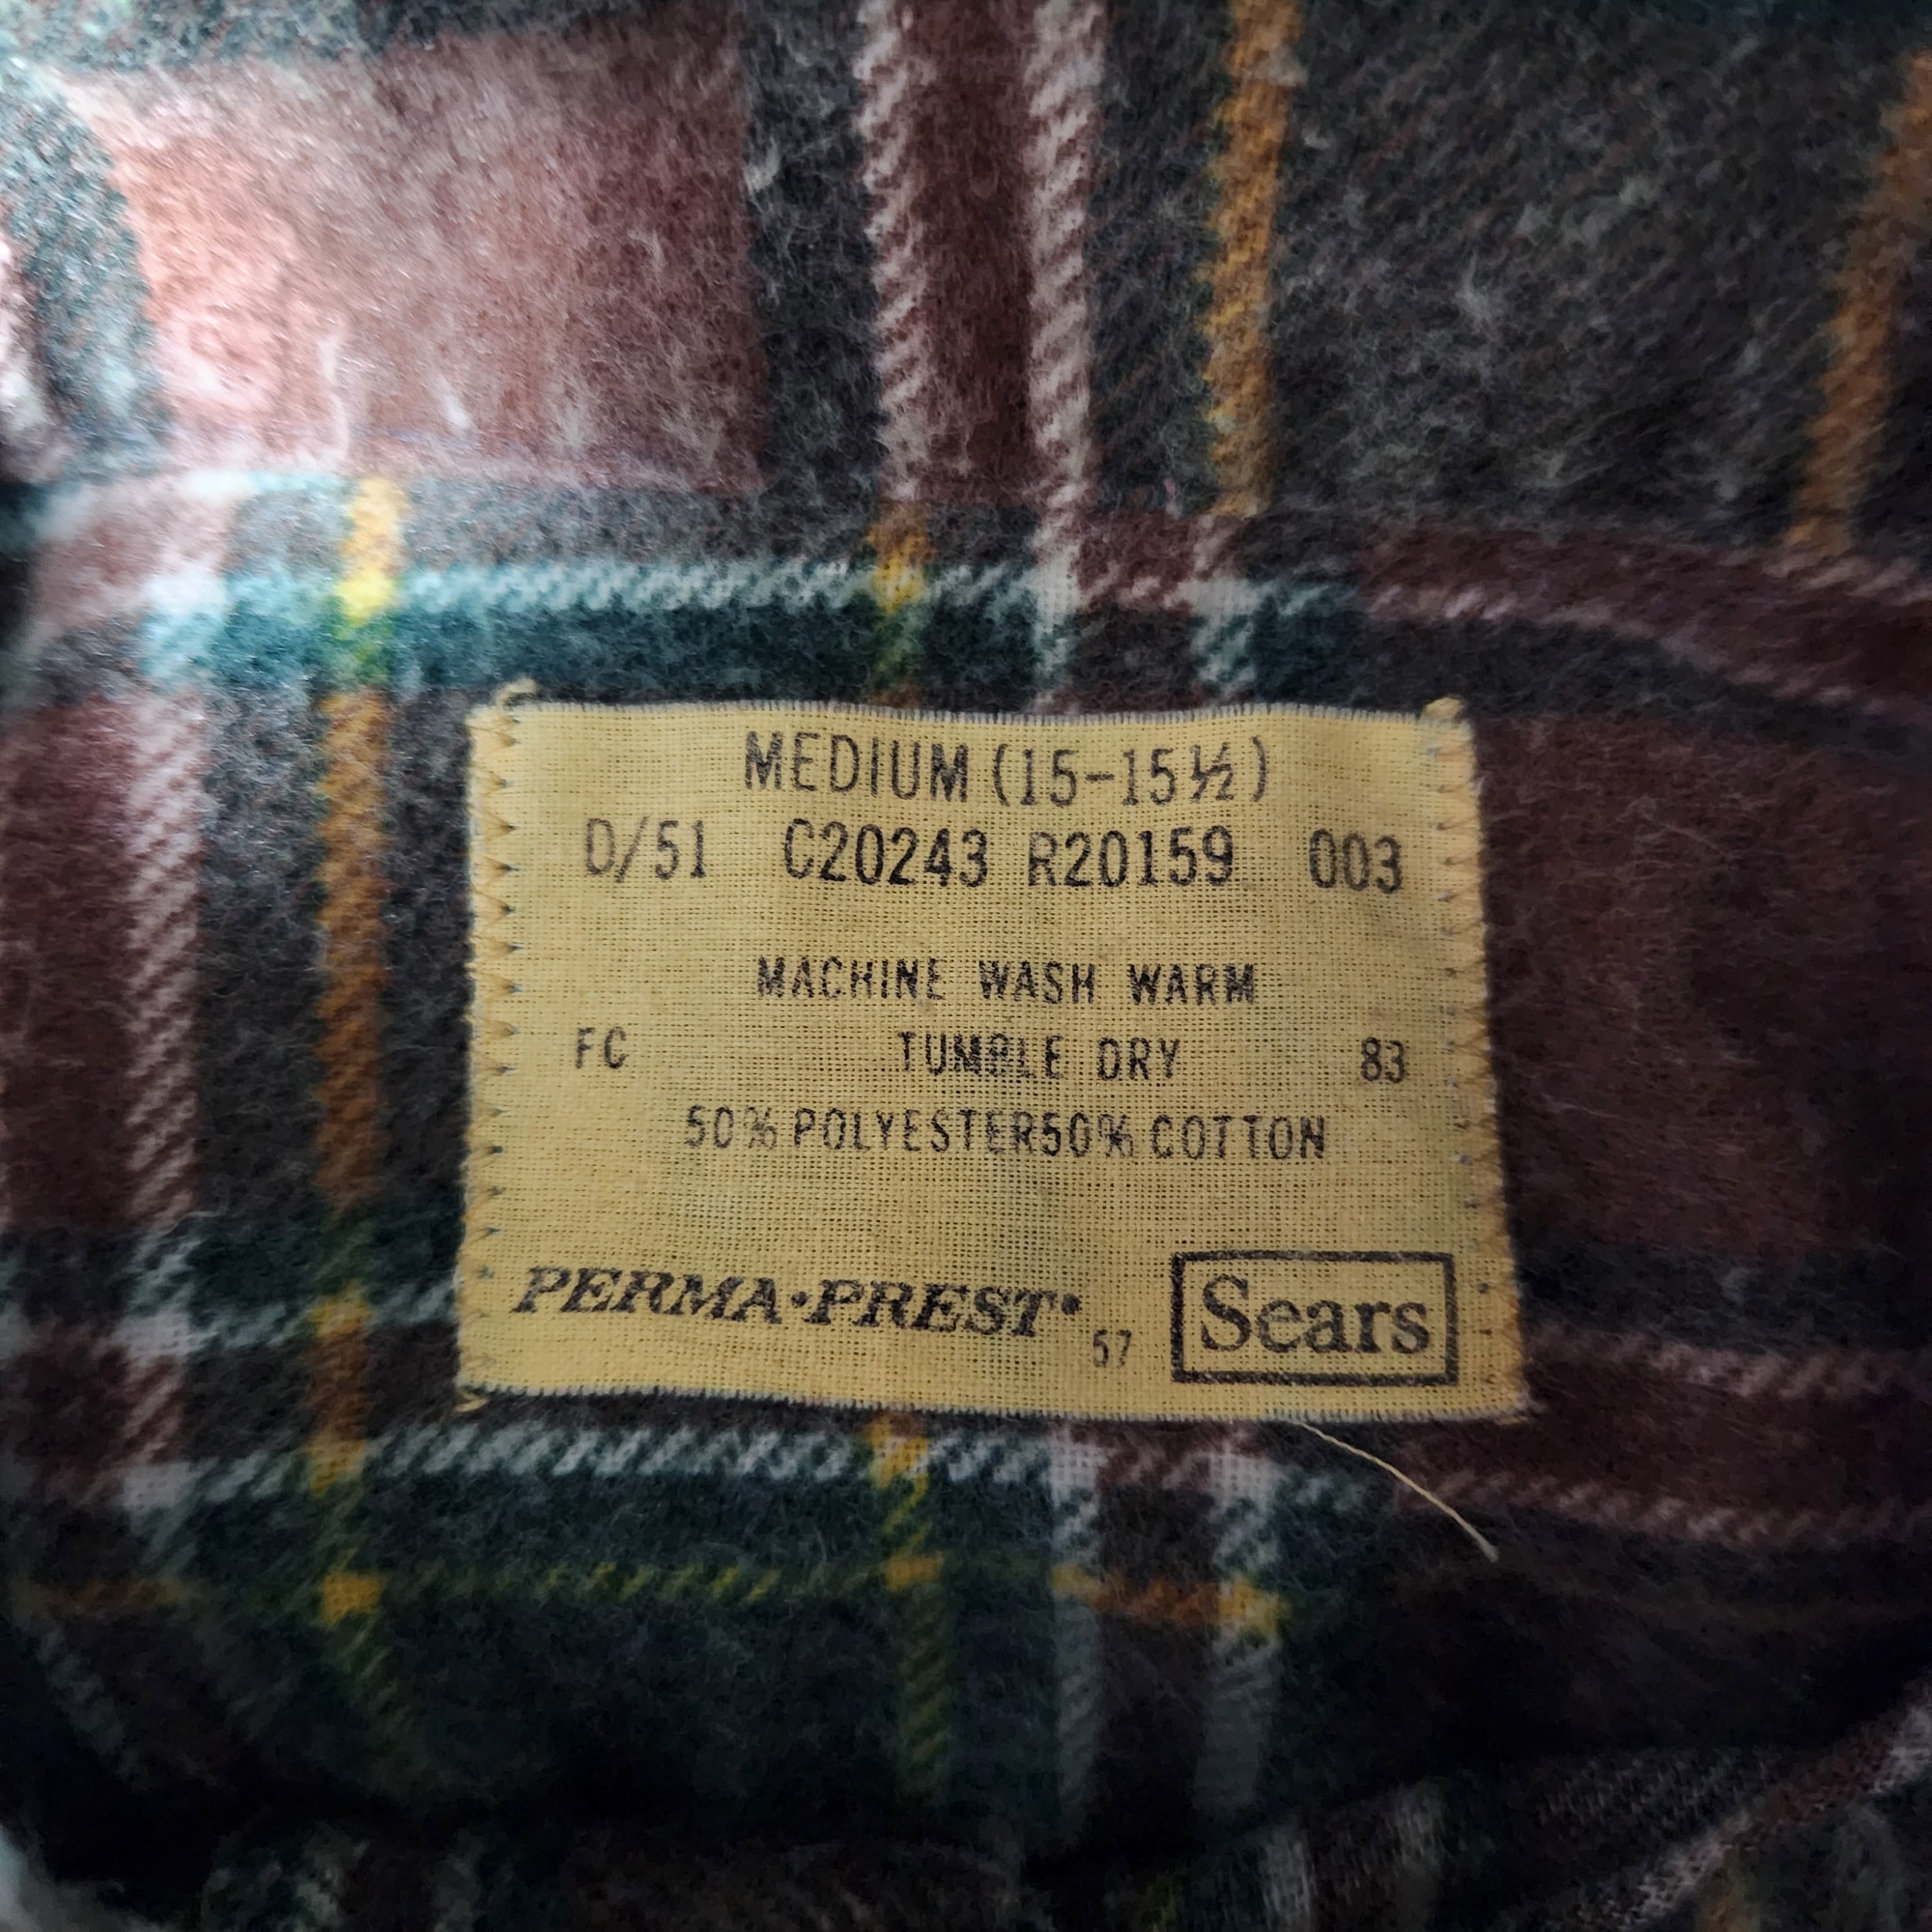 MEDIUM (15-15½)
D/51 C20243 R20159 003
MACHINE WASH WARM
FC TUMBLE DRY 83
50% POLYESTER50% COTTON
PERMA•PREST® 57 Sears